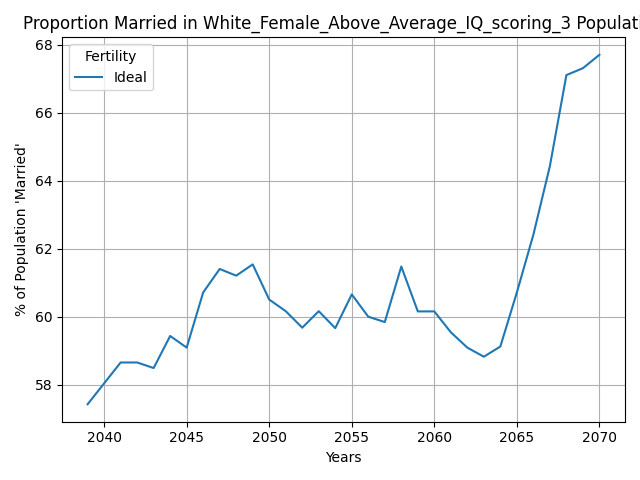 Proportion Married in White_Female_Above_Average_IQ_scoring_3 Populati
Fertility
Ideal
% of Population 'Married'
68
66
64
62
60
58
2040 2045 2050 2055 2060 2065 2070
Years